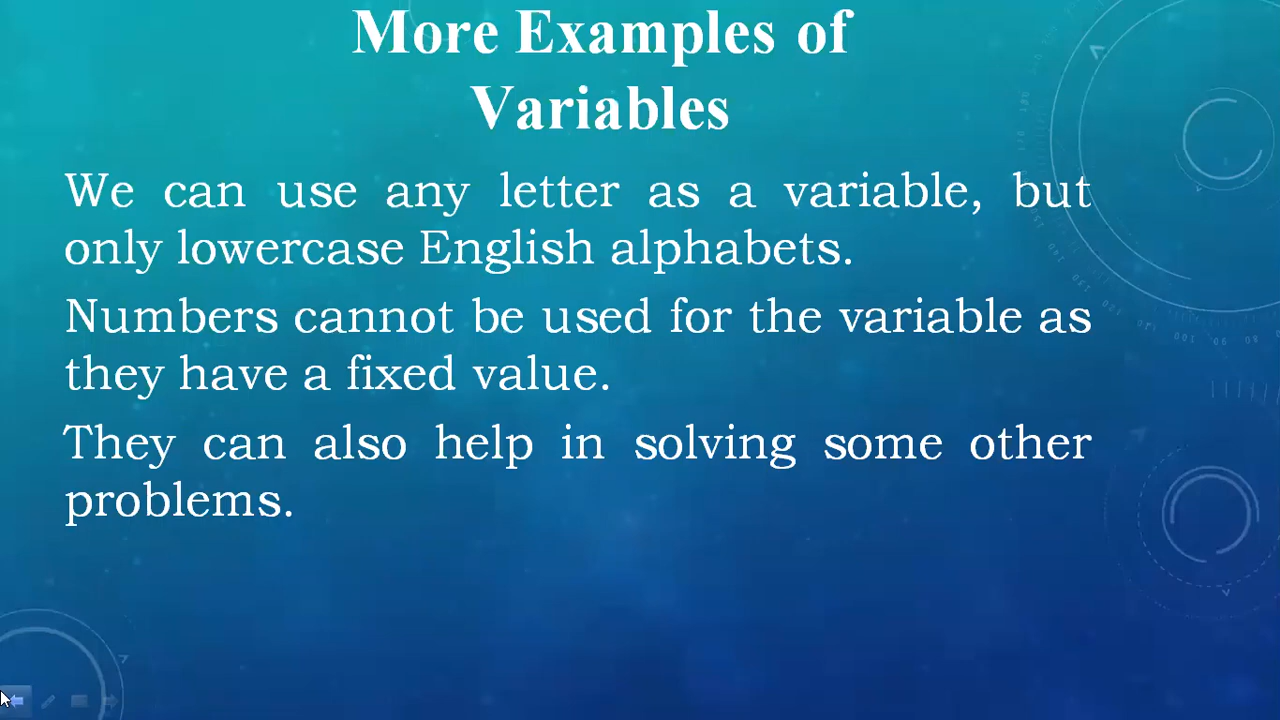 More Examples of
Variables
We can use any letter as a variable, but
only lowercase English alphabets.
Numbers cannot be used for the variable as
they have a fixed value.
They can also help in solving some other
problems.